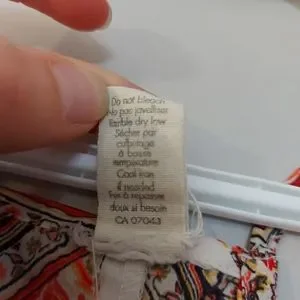 Do not bleach
Ne pas javelliser
Tumble dry low
Sécher par
culbutage
à basse
température
Cool iron
if needed
Fer à repasser
doux si besoin
CA 07043